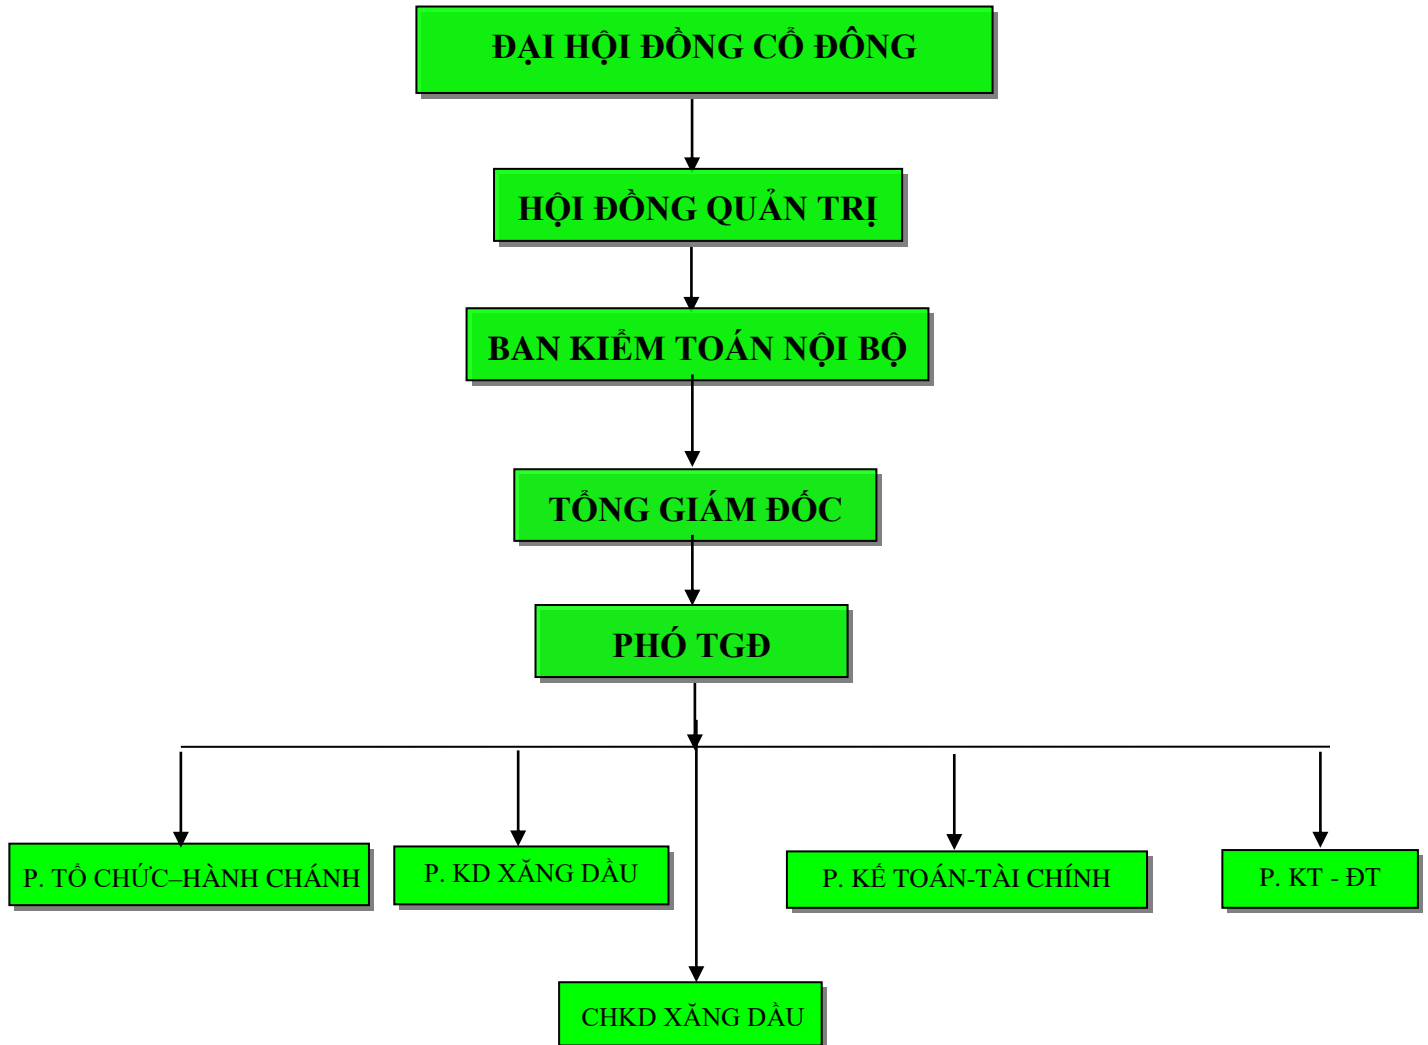 ĐẠI HỘI ĐỒNG CỔ ĐÔNG
HỘI ĐỒNG QUẢN TRỊ
BAN KIỂM TOÁN NỘI BỘ
TỔNG GIÁM ĐỐC
PHÓ TGĐ
P. TỔ CHỨC–HÀNH CHÁNH
P. KD XĂNG DẦU
P. KẾ TOÁN-TÀI CHÍNH
P. KT - ĐT
CHKD XĂNG DẦU